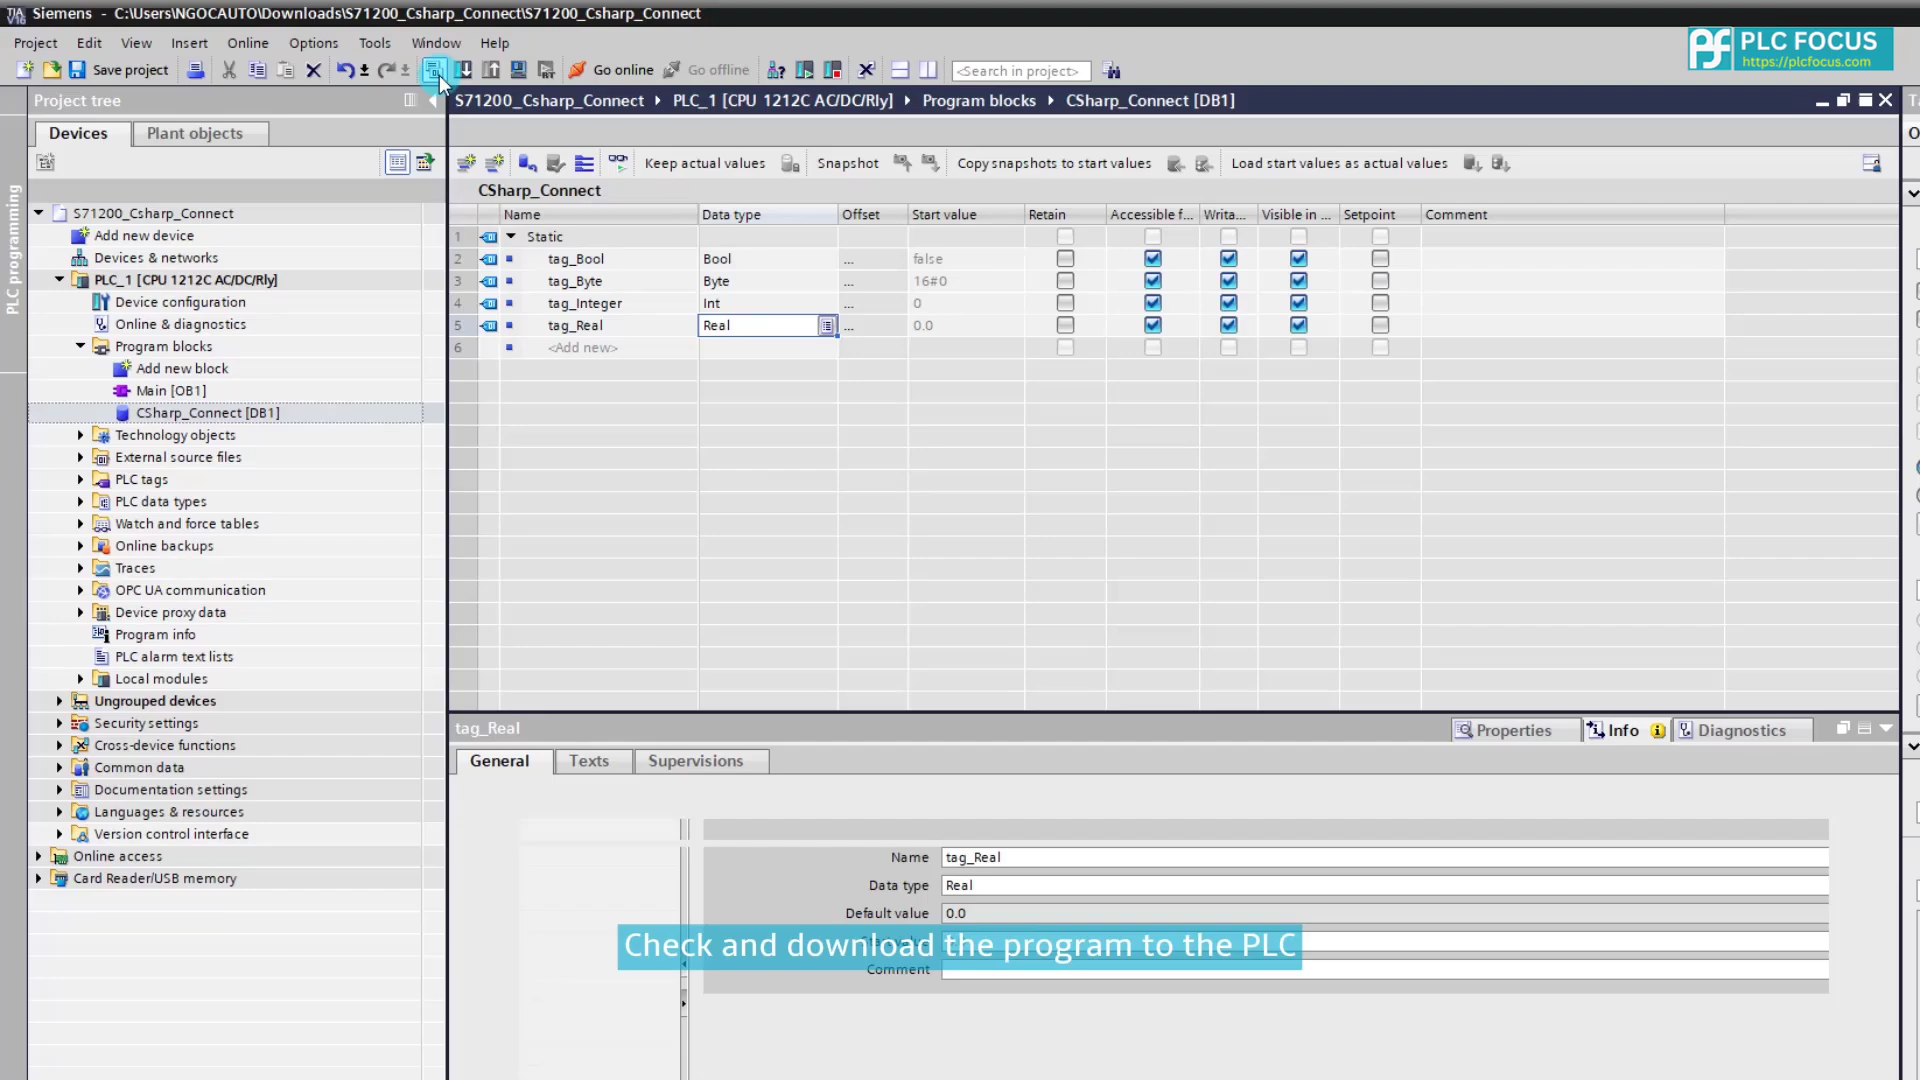 Siemens - C:\Users\NGOCAUTO\Downloads\S71200_Csharp_Connect\S71200_Csharp_Connect
Project Edit View Insert Online Options Tools Window Help
PLC FOCUS
https://plcfocus.com
Save project
Go online
Go offline
<Search in project>
Project tree
S71200_Csharp_Connect PLC_1 [CPU 1212C AC/DC/Rly] Program blocks CSharp_Connect [DB1]
Devices Plant objects
Keep actual values Snapshot Copy snapshots to start values Load start values as actual values
PLC programming
CSharp_Connect
Name Data type Offset Start value Retain Accessible f... Writa... Visible in ... Setpoint Comment
1 Static
2 tag_Bool Bool ... false
3 tag_Byte Byte ... 16#0
4 tag_Integer Int ... 0
5 tag_Real Real ... 0.0
6 <Add new>
S71200_Csharp_Connect
Add new device
Devices & networks
PLC_1 [CPU 1212C AC/DC/Rly]
Device configuration
Online & diagnostics
Program blocks
Add new block
Main [OB1]
CSharp_Connect [DB1]
Technology objects
External source files
PLC tags
PLC data types
Watch and force tables
Online backups
Traces
OPC UA communication
Device proxy data
Program info
PLC alarm text lists
Local modules
Ungrouped devices
Security settings
Cross-device functions
Common data
Documentation settings
Languages & resources
Version control interface
Online access
Card Reader/USB memory
tag_Real
Properties Info Diagnostics
General Texts Supervisions
Name tag_Real
Data type Real
Default value 0.0
Check and download the program to the PLC
Comment